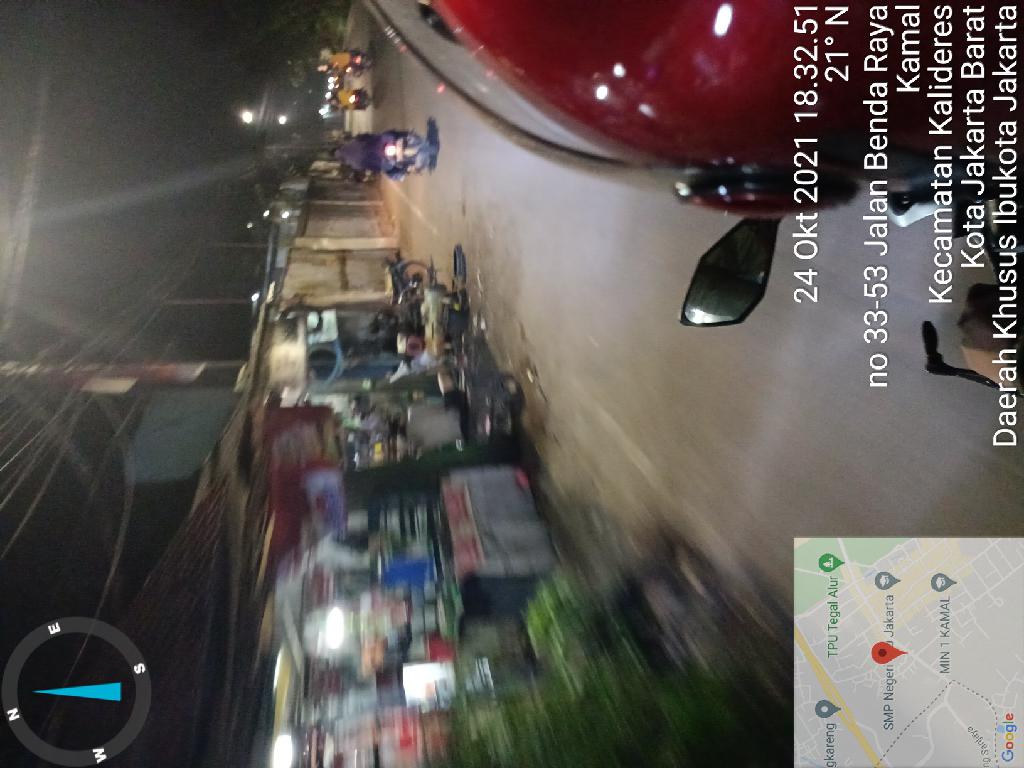 N
E
W
S
24 Okt 2021 18.32.51
21° N
no 33-53 Jalan Benda Raya
Kamal
Kecamatan Kalideres
Kota Jakarta Barat
Daerah Khusus Ibukota Jakarta
gkareng
TPU Tegal Alur
SMP Negeri
Jakarta
MIN 1 KAMAL
Google